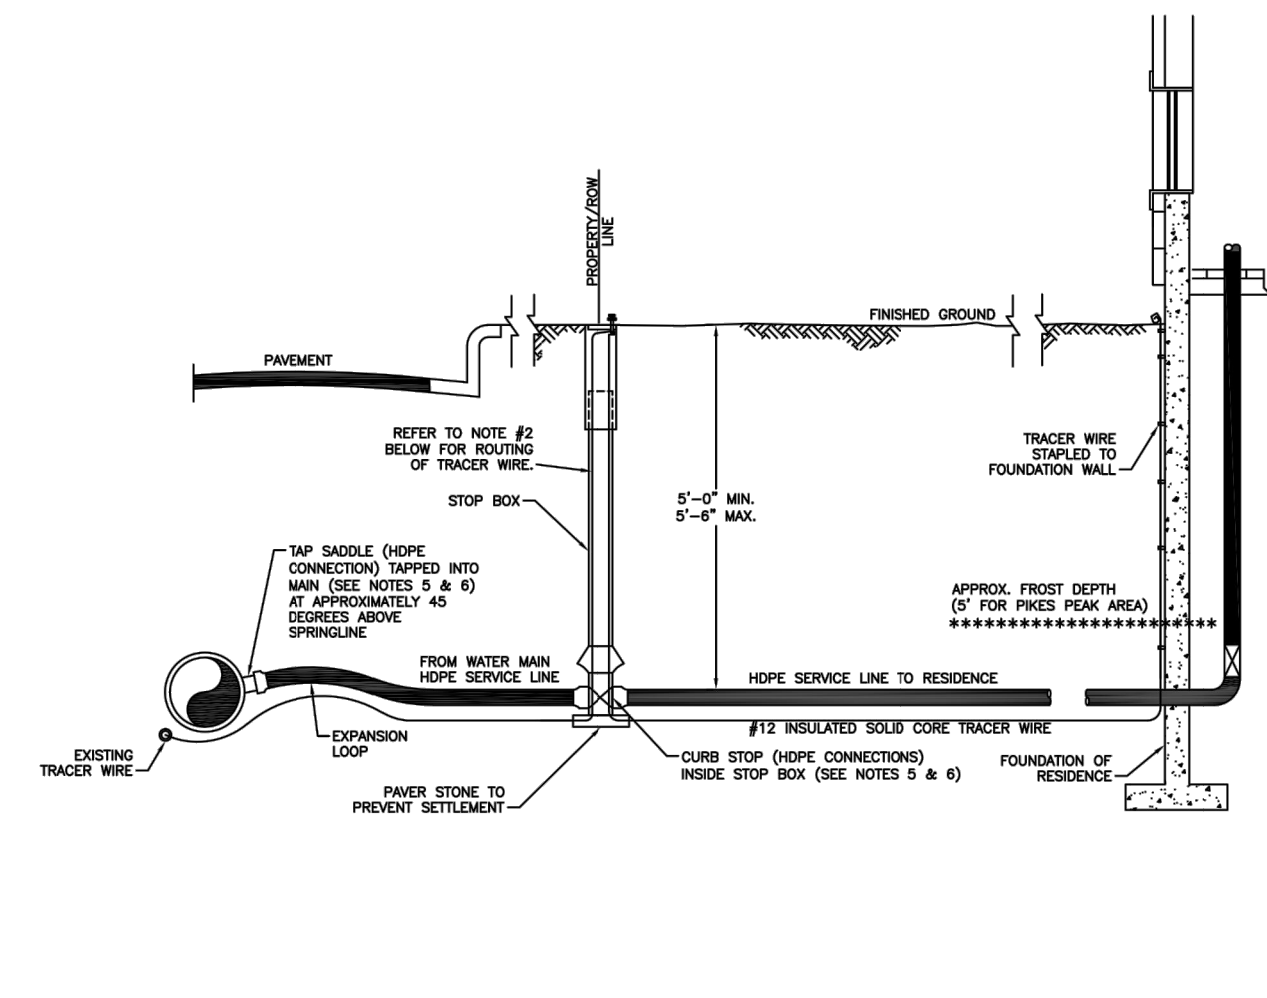 PROPERTY/ROW
LINE
FINISHED GROUND
PAVEMENT
REFER TO NOTE #2
BELOW FOR ROUTING
OF TRACER WIRE.
TRACER WIRE
STAPLED TO
FOUNDATION WALL
STOP BOX
5'-0" MIN.
5'-6" MAX.
TAP SADDLE (HDPE
CONNECTION) TAPPED INTO
MAIN (SEE NOTES 5 & 6)
AT APPROXIMATELY 45
DEGREES ABOVE
SPRINGLINE
APPROX. FROST DEPTH
(5' FOR PIKES PEAK AREA)
***********************
FROM WATER MAIN
HDPE SERVICE LINE
HDPE SERVICE LINE TO RESIDENCE
#12 INSULATED SOLID CORE TRACER WIRE
EXPANSION
LOOP
EXISTING
TRACER WIRE
CURB STOP (HDPE CONNECTIONS)
INSIDE STOP BOX (SEE NOTES 5 & 6)
FOUNDATION OF
RESIDENCE
PAVER STONE TO
PREVENT SETTLEMENT